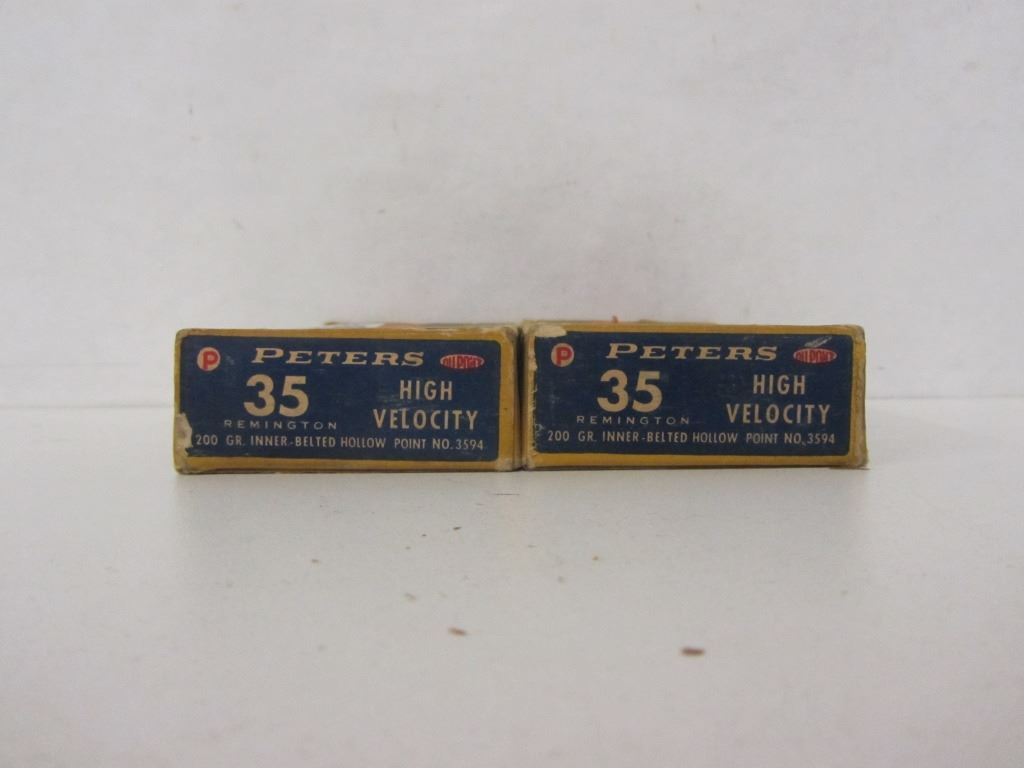 P PETERS DU PONT
35 HIGH
REMINGTON VELOCITY
200 GR. INNER-BELTED HOLLOW POINT NO. 3594
P PETERS DU PONT
35 HIGH
REMINGTON VELOCITY
200 GR. INNER-BELTED HOLLOW POINT NO. 3594